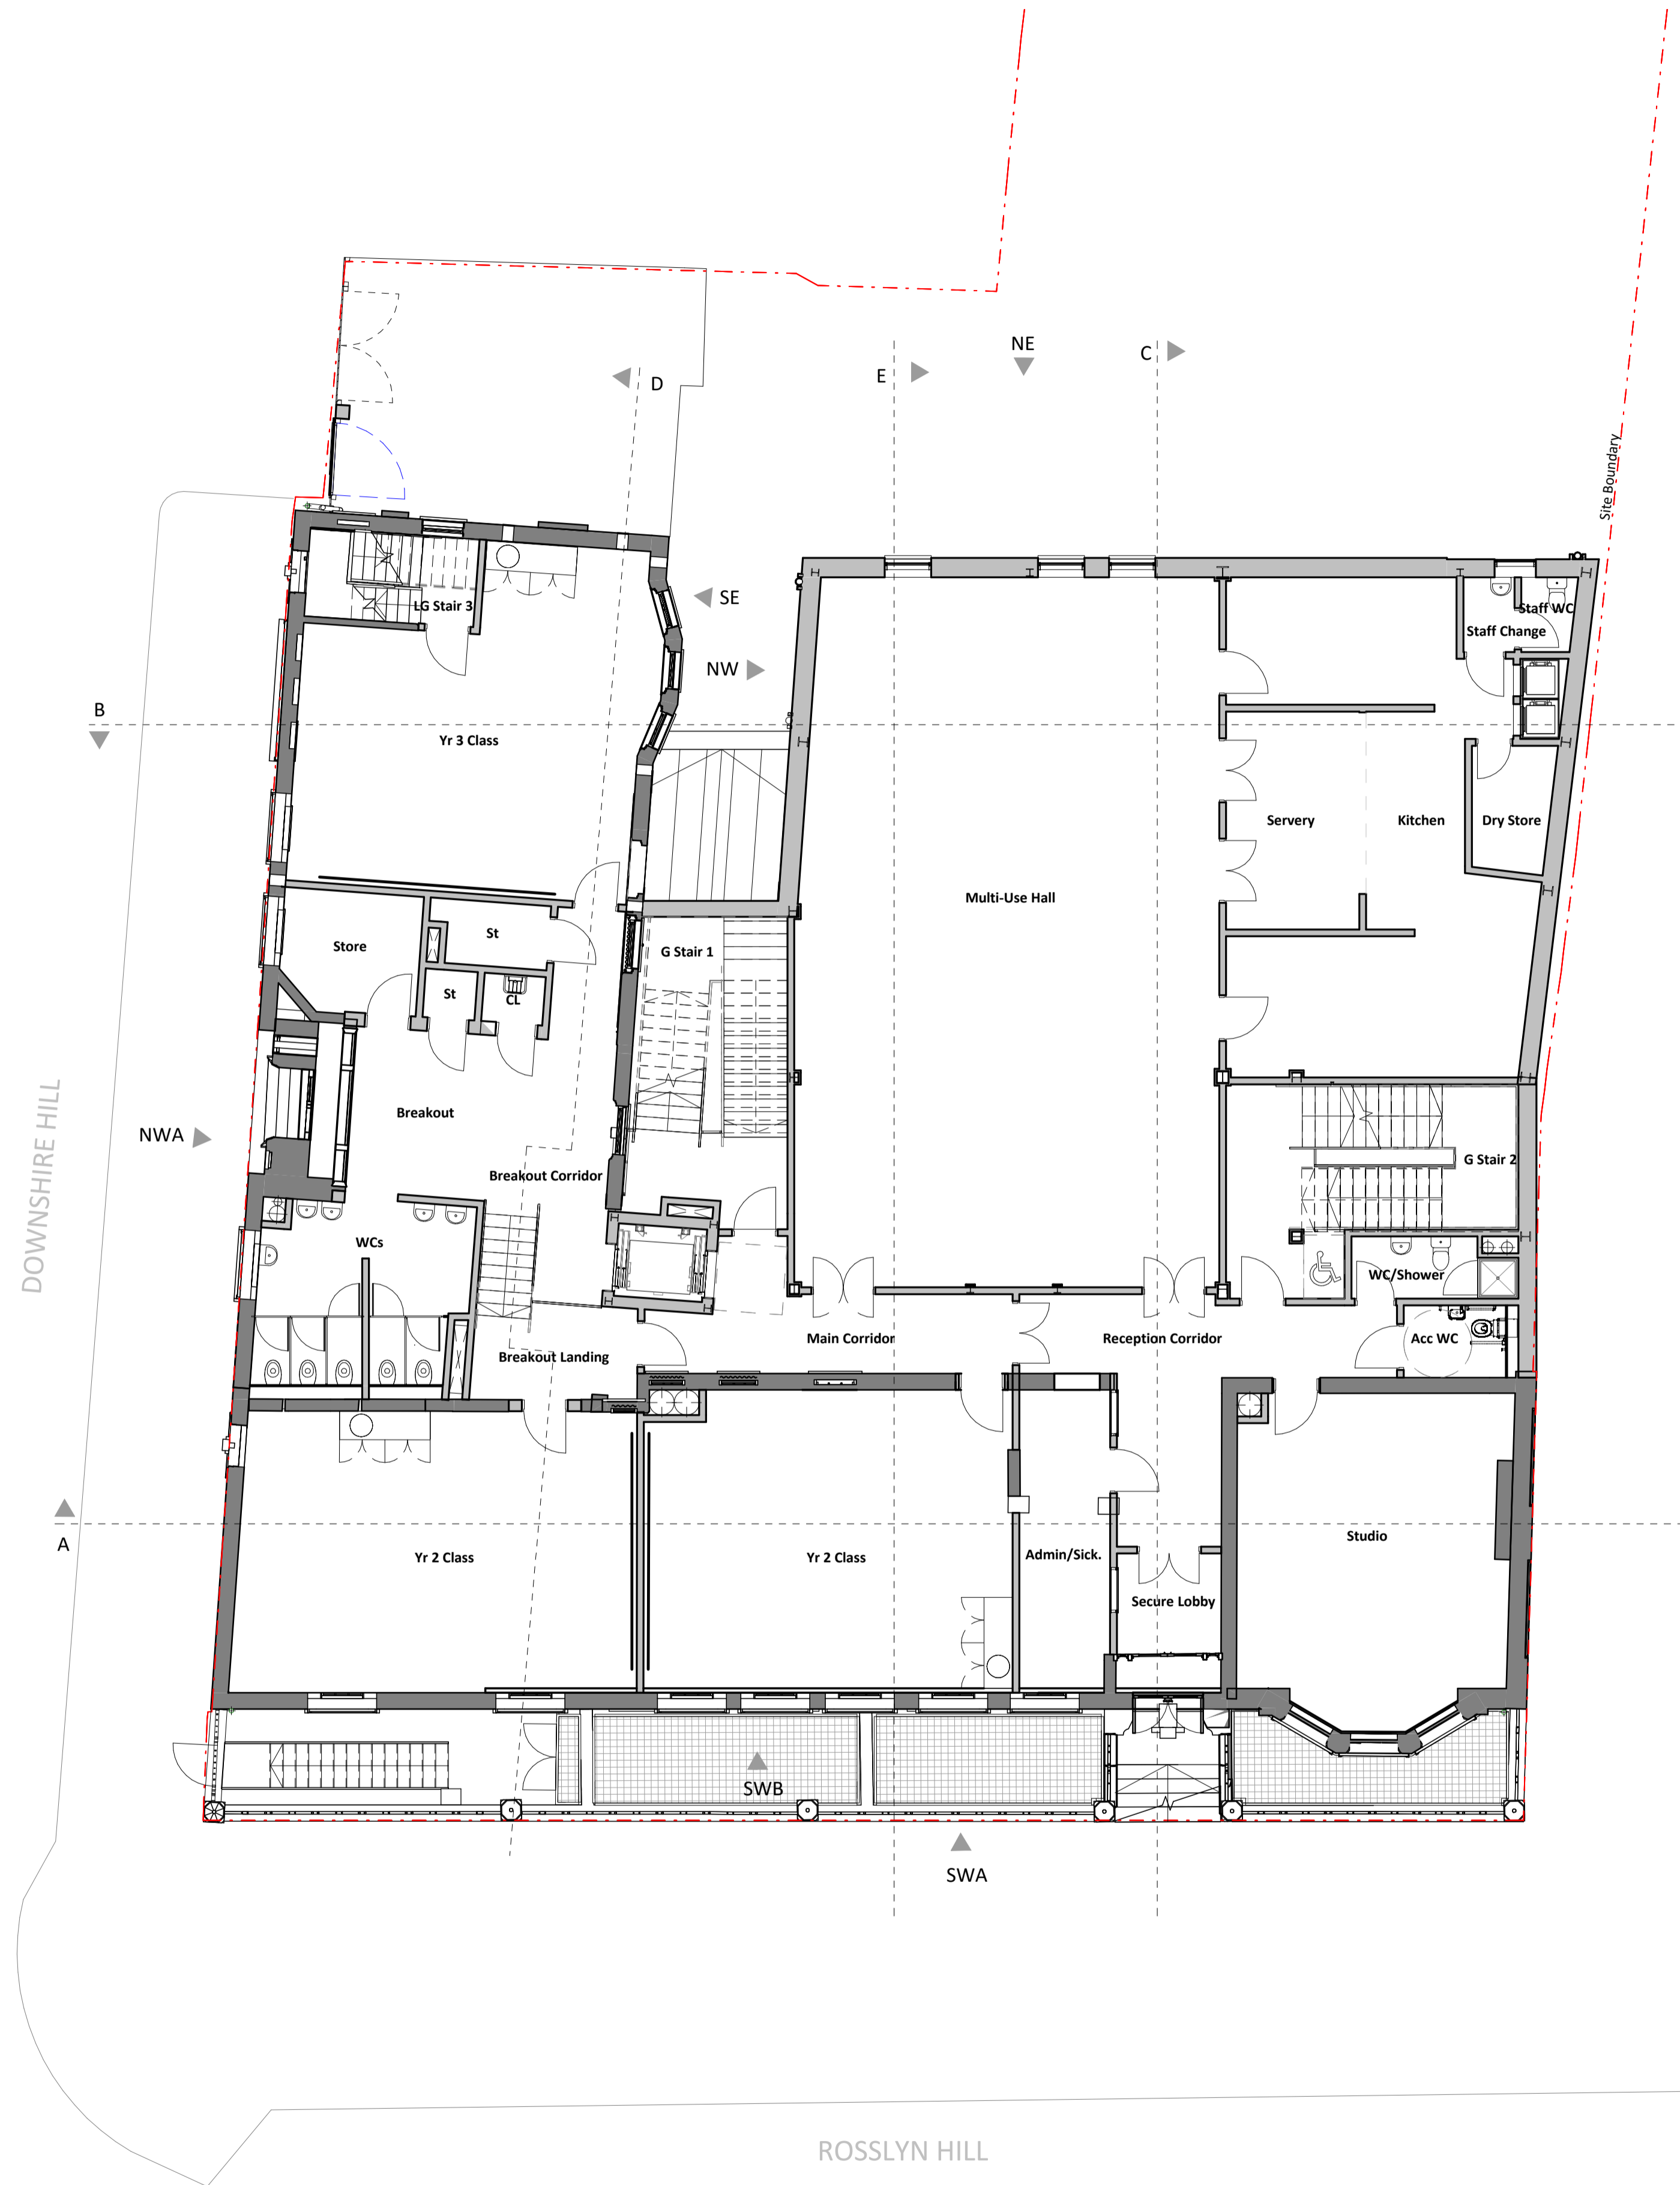 NE
C
E
D
Site Boundary
SE
LG Stair 3
Staff WC
Staff Change
NW
B
Yr 3 Class
Servery
Kitchen
Dry Store
Multi-Use Hall
St
Store
G Stair 1
St
CL
Breakout
DOWNSHIRE HILL
NWA
Breakout Corridor
G Stair 2
WCs
WC/Shower
Main Corridor
Reception Corridor
Acc WC
Breakout Landing
A
Studio
Yr 2 Class
Yr 2 Class
Admin/Sick.
Secure Lobby
SWB
SWA
ROSSLYN HILL